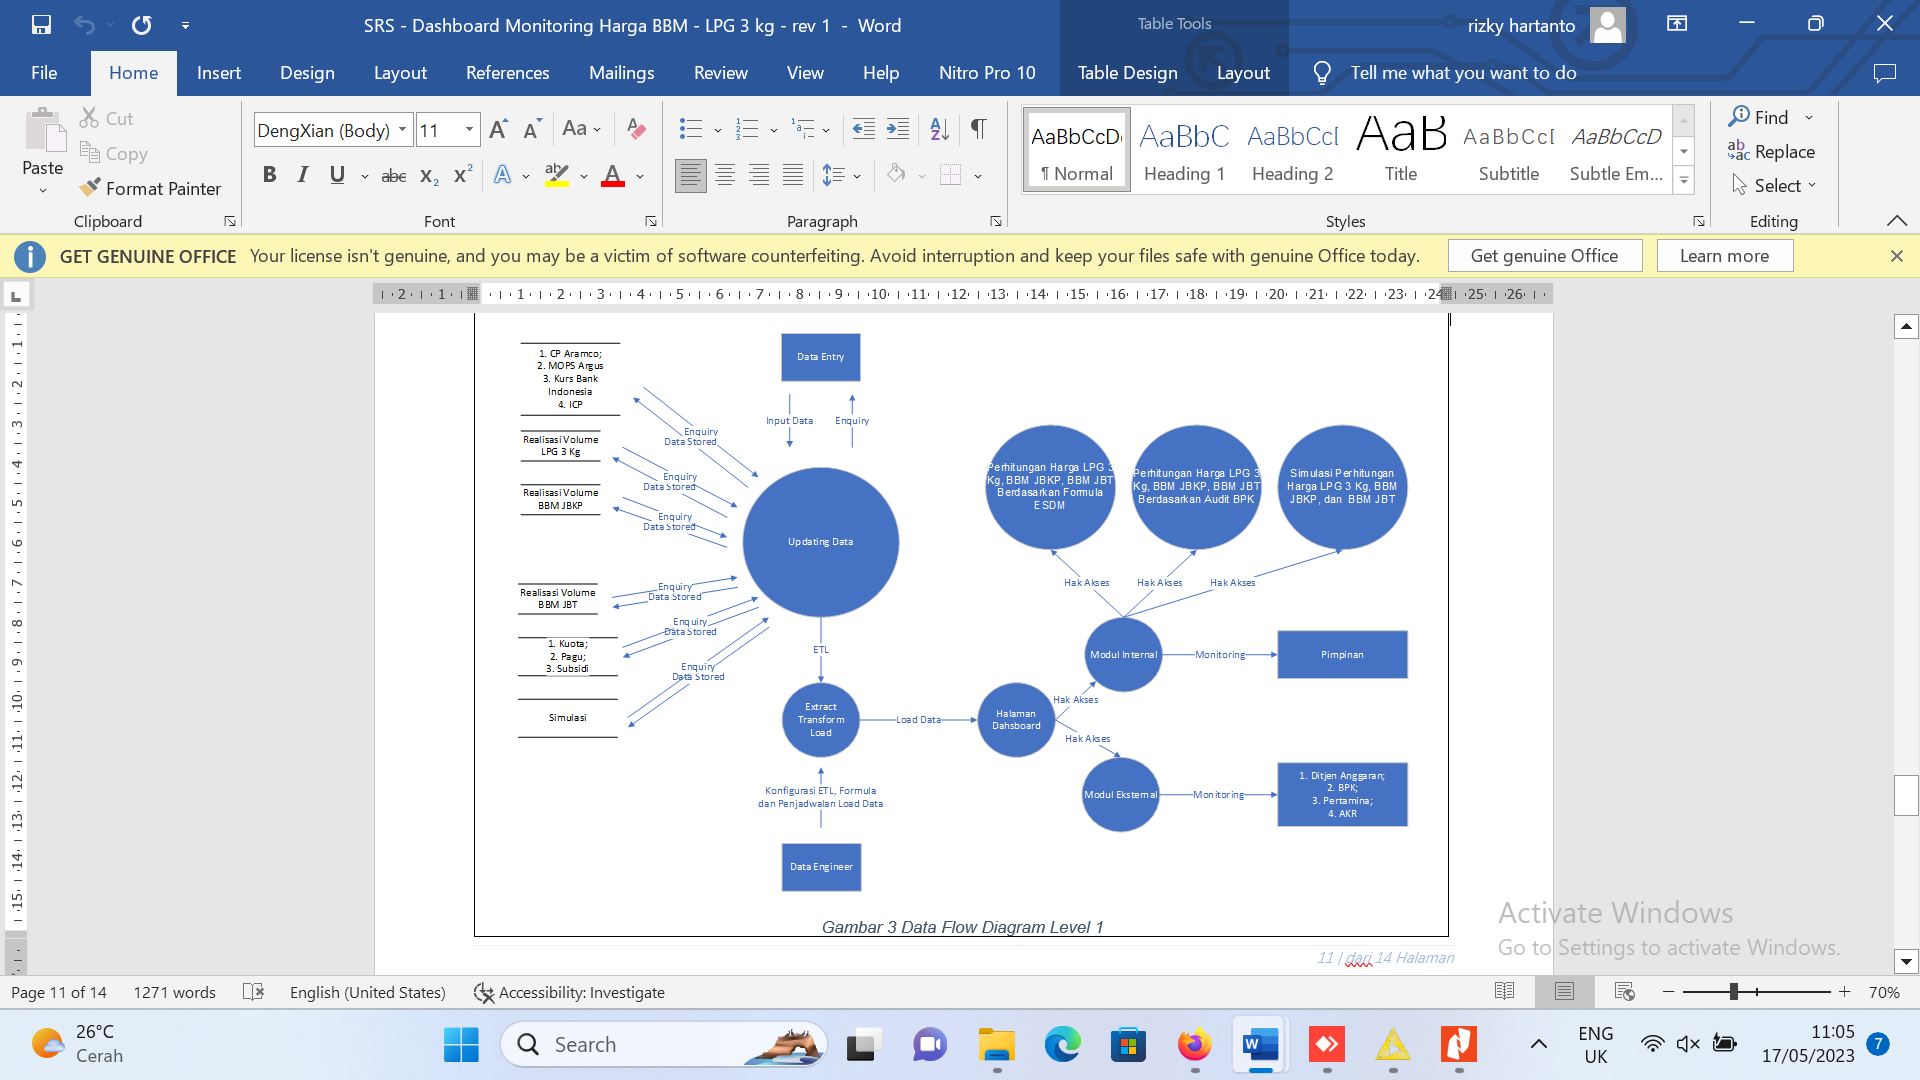 SRS - Dashboard Monitoring Harga BBM - LPG 3 kg - rev 1 - Word
Table Tools
rizky hartanto
File
Home
Insert
Design
Layout
References
Mailings
Review
View
Help
Nitro Pro 10
Table Design
Layout
Tell me what you want to do
Paste
Cut
Copy
Format Painter
Clipboard
DengXian (Body)
11
Font
Paragraph
AaBbCcD
¶ Normal
AaBbC
Heading 1
AaBbCcD
Heading 2
AaB
Title
AaBbCcD
Subtitle
AaBbCcD
Subtle Em...
Styles
Find
Replace
Select
Editing
GET GENUINE OFFICE Your license isn't genuine, and you may be a victim of software counterfeiting. Avoid interruption and keep your files safe with genuine Office today.
Get genuine Office
Learn more
1. CP Aramco;
2. MOPS Argus
3. Kurs Bank
Indonesia
4. ICP
Realisasi Volume
LPG 3 Kg
Realisasi Volume
BBM JBKP
Realisasi Volume
BBM JBT
1. Kuota;
2. Pagu;
3. Subsidi
Simulasi
Enquiry
Data Stored
Enquiry
Data Stored
Enquiry
Data Stored
Enquiry
Data Stored
Enquiry
Data Stored
Enquiry
Data Stored
Data Entry
Input Data
Enquiry
Updating Data
ETL
Extract
Transform
Load
Konfigurasi ETL, Formula
dan Penjadwalan Load Data
Data Engineer
Load Data
Halaman
Dahsboard
Hak Akses
Hak Akses
Perhitungan Harga LPG 3
Kg, BBM JBKP, BBM JBT
Berdasarkan Formula
ESDM
Perhitungan Harga LPG 3
Kg, BBM JBKP, BBM JBT
Berdasarkan Audit BPK
Simulasi Perhitungan
Harga LPG 3 Kg, BBM
JBKP, dan BBM JBT
Hak Akses
Hak Akses
Hak Akses
Modul Internal
Monitoring
Pimpinan
Modul Eksternal
Monitoring
1. Ditjen Anggaran;
2. BPK;
3. Pertamina;
4. AKR
Gambar 3 Data Flow Diagram Level 1
11 | dari 14 Halaman
Activate Windows
Go to Settings to activate Windows.
Page 11 of 14
1271 words
English (United States)
Accessibility: Investigate
70%
26°C
Cerah
Search
ENG
UK
11:05
17/05/2023
7